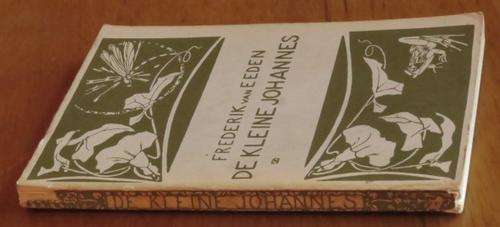 FREDERIK VAN EEDEN
DE KLEINE JOHANNES
DE KLEINE JOHANNES